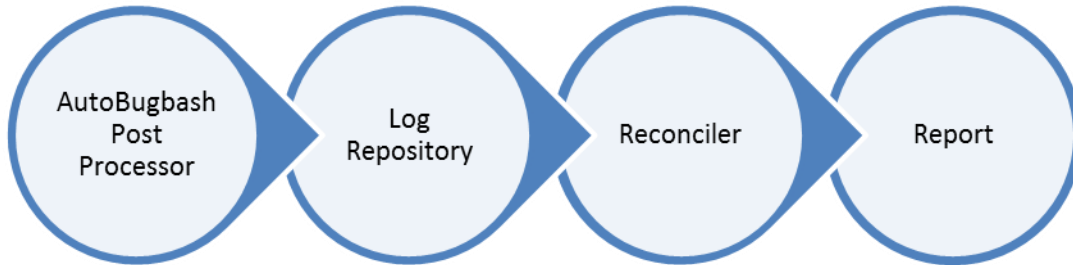 AutoBugbash
Post
Processor
Log
Repository
Reconciler
Report